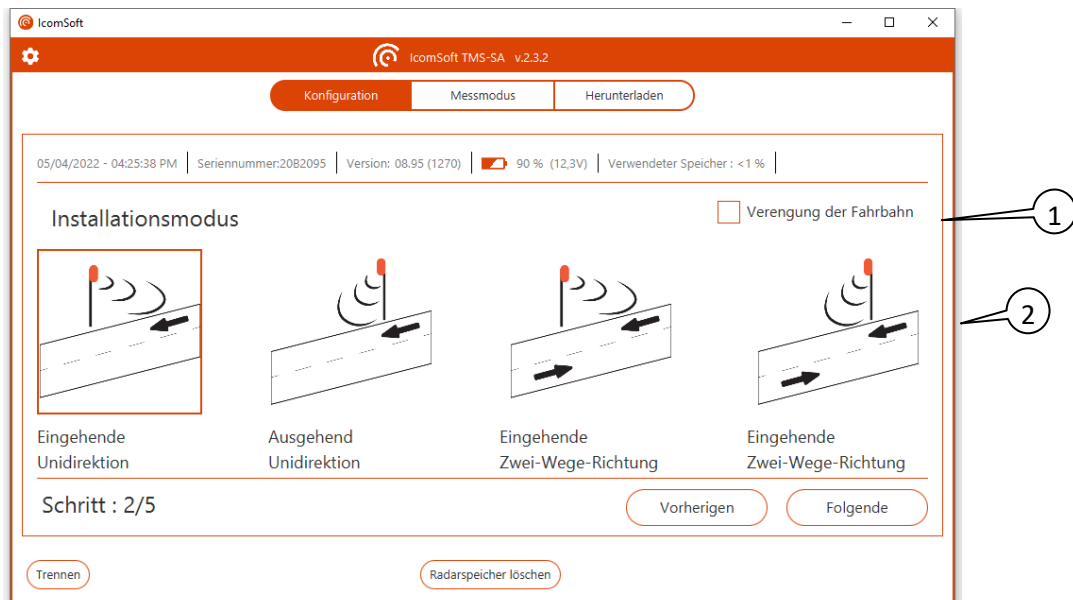 IcomSoft
IcomSoft TMS-SA v.2.3.2
Konfiguration Messmodus Herunterladen
05/04/2022 - 04:25:38 PM Seriennummer:20B2095 Version: 08.95 (1270) 90 % (12,3V) Verwendeter Speicher : <1 %
Installationsmodus
Verengung der Fahrbahn
1
2
Eingehende
Unidirektion
Ausgehend
Unidirektion
Eingehende
Zwei-Wege-Richtung
Eingehende
Zwei-Wege-Richtung
Schritt : 2/5
Vorherigen
Folgende
Trennen
Radarspeicher löschen